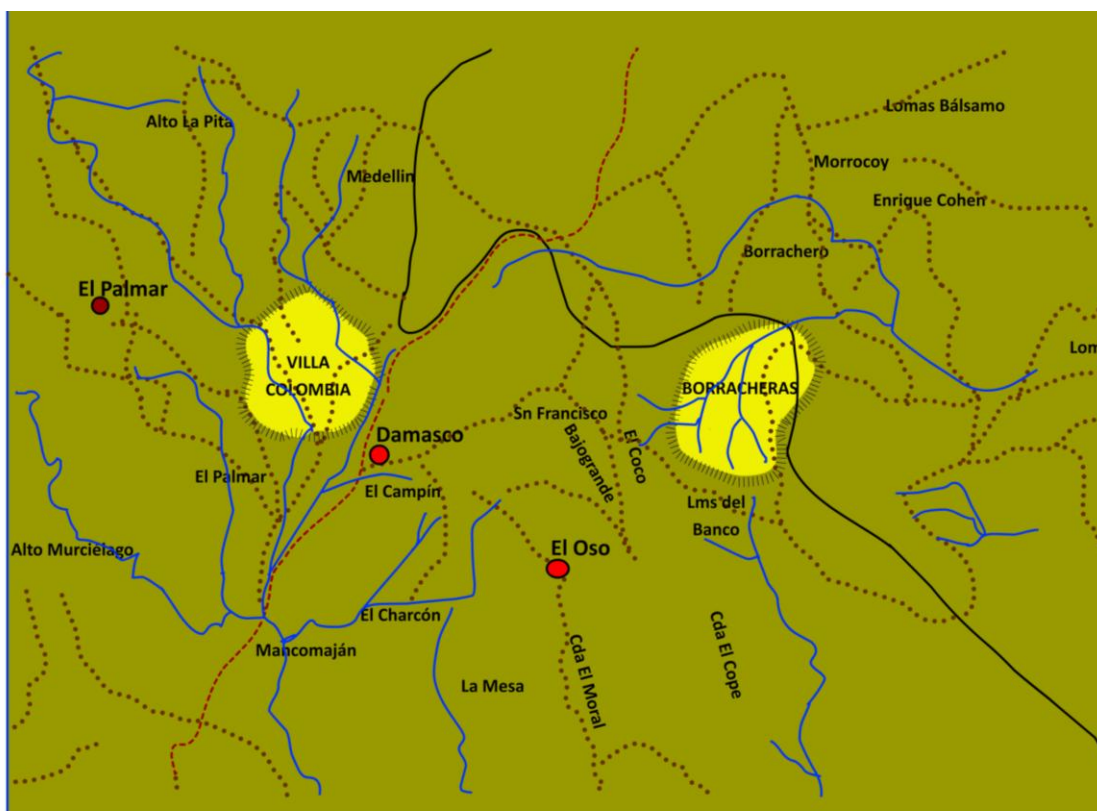 Lomas Bálsamo
Alto La Pita
Morrocoy
Medellin
Enrique Cohen
Borrachero
El Palmar
Lom
VILLA
COLOMBIA
BORRACHERAS
Sn Francisco
Damasco
Bajogrande
El Coco
El Palmar
El Campín
Lms del
Banco
Alto Murciélago
El Oso
El Charcón
Mancomaján
La Mesa
Cda El Moral
Cda El Cope